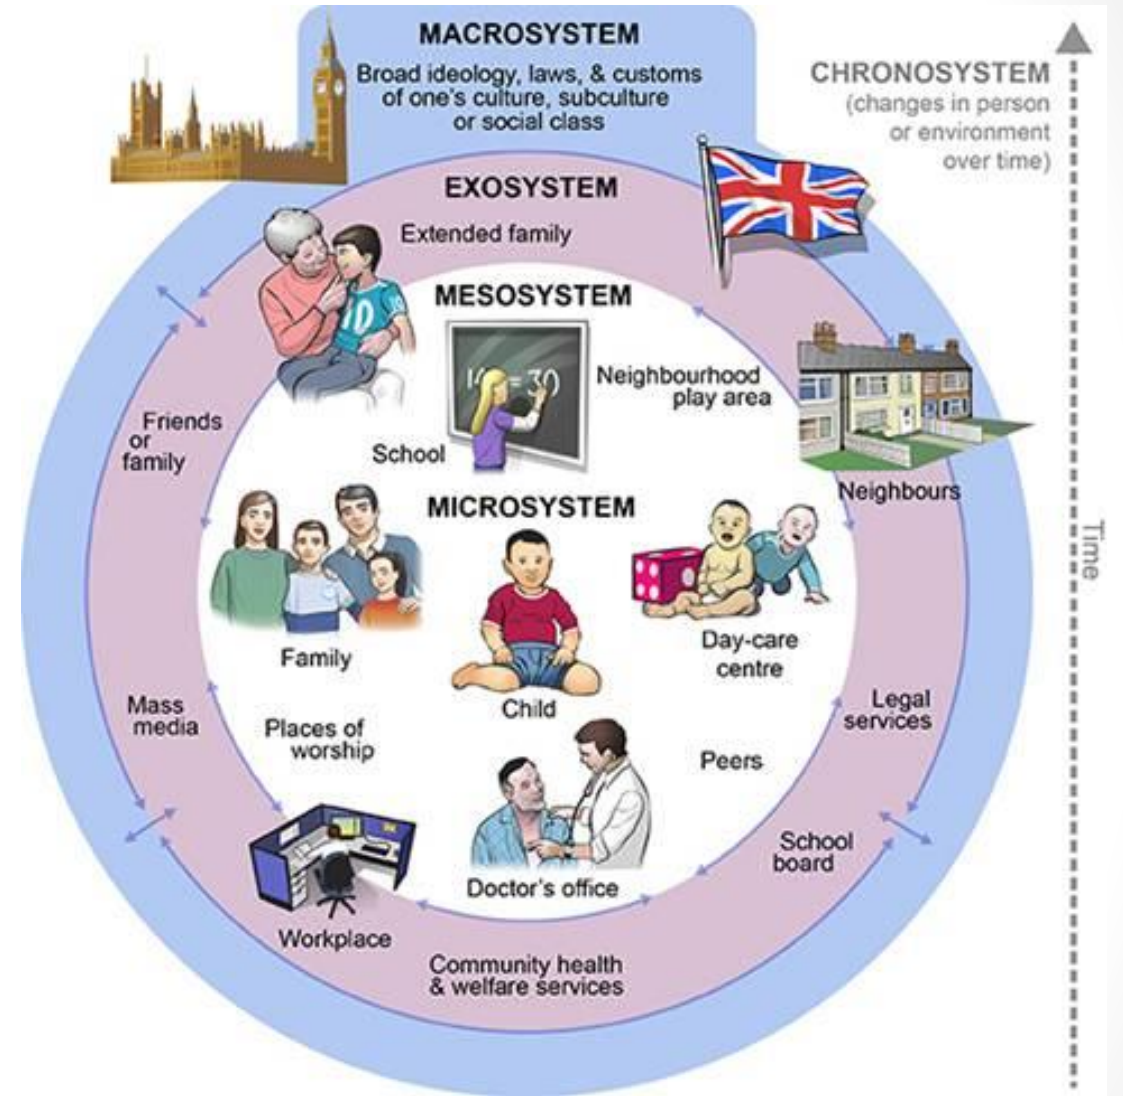 MACROSYSTEM
Broad ideology, laws, & customs
of one's culture, subculture
or social class
CHRONOSYSTEM
(changes in person
or environment
over time)
EXOSYSTEM
Extended family
MESOSYSTEM
10
Neighbourhood
play area
School
Friends
or
family
Neighbours
MICROSYSTEM
Time
Family
Day-care
centre
Child
Mass
media
Places of
worship
Legal
services
Peers
School
board
Doctor's office
Workplace
Community health
& welfare services